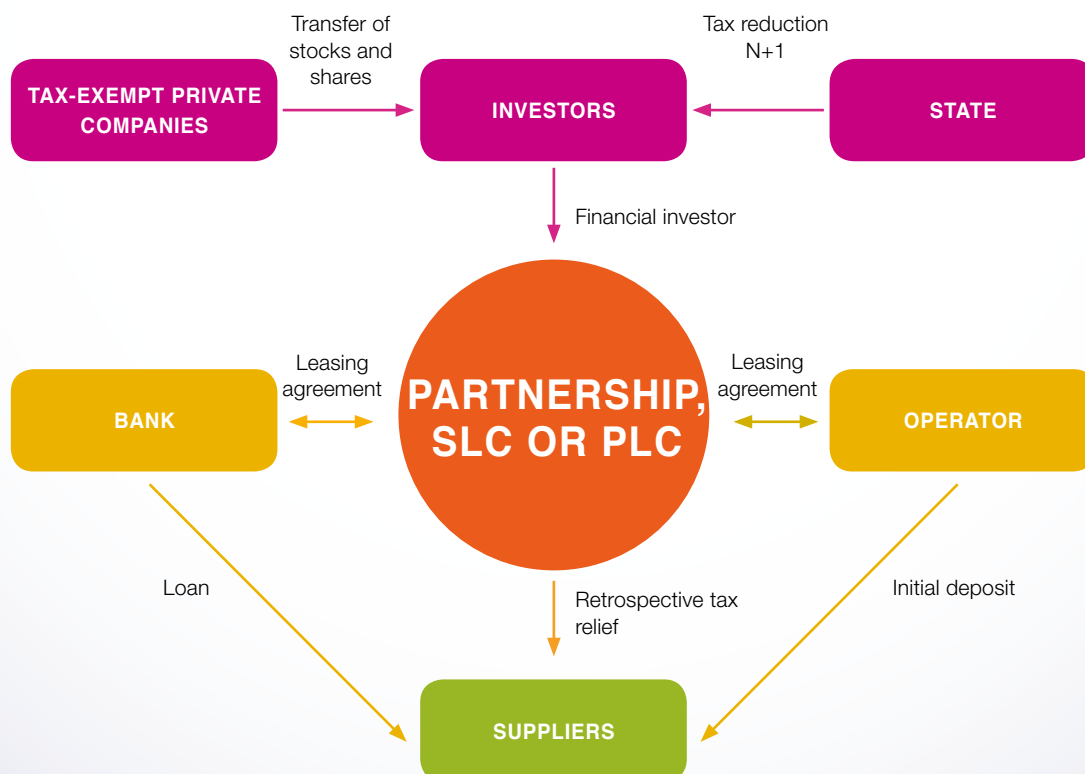 Transfer of
stocks and
shares
Tax reduction
N+1
TAX-EXEMPT PRIVATE
COMPANIES
INVESTORS
STATE
Financial investor
Leasing
agreement
Leasing
agreement
BANK
PARTNERSHIP,
SLC OR PLC
OPERATOR
Loan
Retrospective tax
relief
Initial deposit
SUPPLIERS